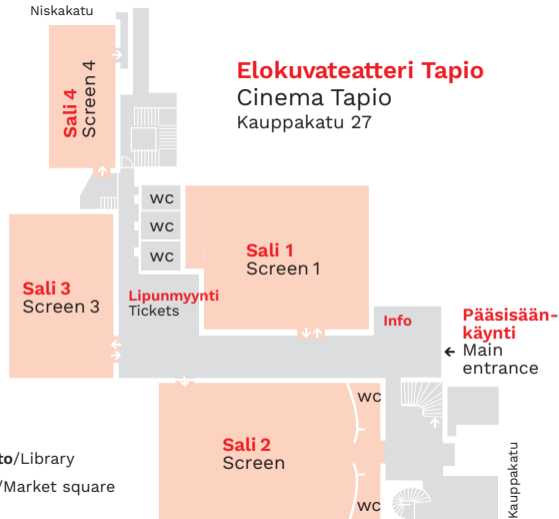 Niskakatu
Elokuvateatteri Tapio
Cinema Tapio
Kauppakatu 27
Sali 4
Screen 4
WC
WC
WC
Sali 1
Screen 1
Sali 3
Screen 3
Lipunmyynti
Tickets
Info
Pääsisään-
käynti
Main
entrance
WC
Sali 2
Screen
to/Library
/Market square
WC
Kauppakatu